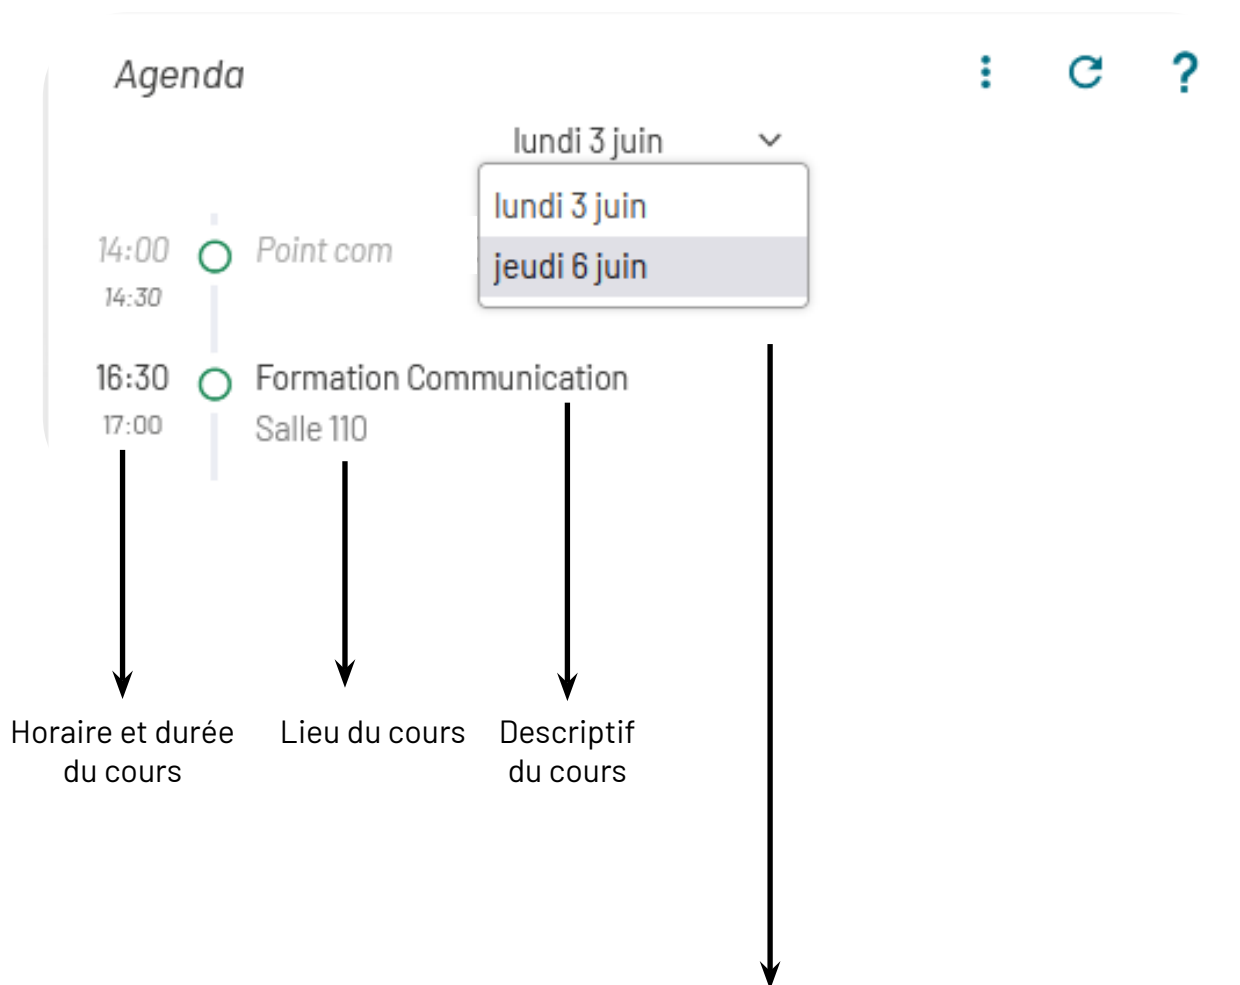 Agenda
?
lundi 3 juin
lundi 3 juin
jeudi 6 juin
14:00 Point com
14:30
16:30 Formation Communication
17:00 Salle 110
Horaire et durée
du cours
Lieu du cours
Descriptif
du cours